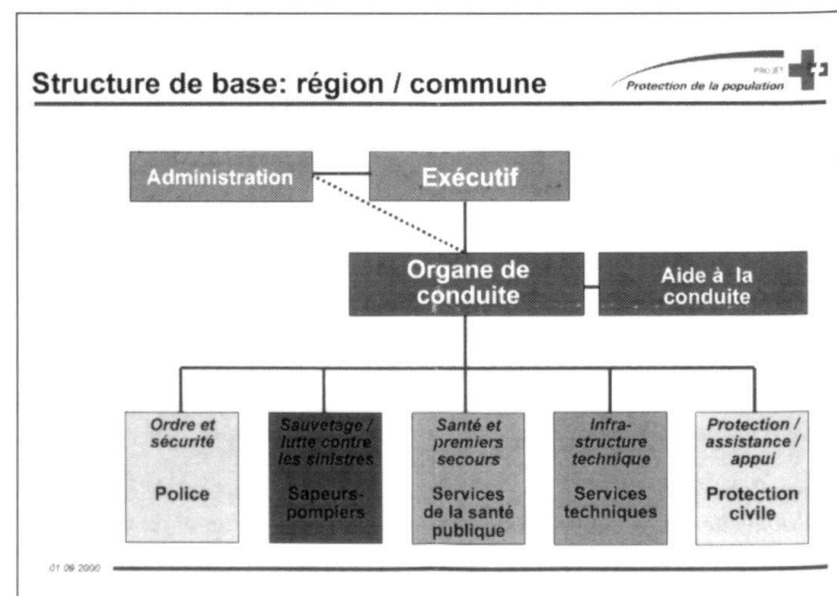 Structure de base: région / commune
PROJET
Protection de la population
Administration
Exécutif
Organe de
conduite
Aide à la
conduite
Ordre et
sécurité
Police
Sauvetage /
lutte contre
les sinistres
Sapeurs-
pompiers
Santé et
premiers
secours
Services
de la santé
publique
Infra-
structure
technique
Services
techniques
Protection /
assistance /
appui
Protection
civile
01 09 2000